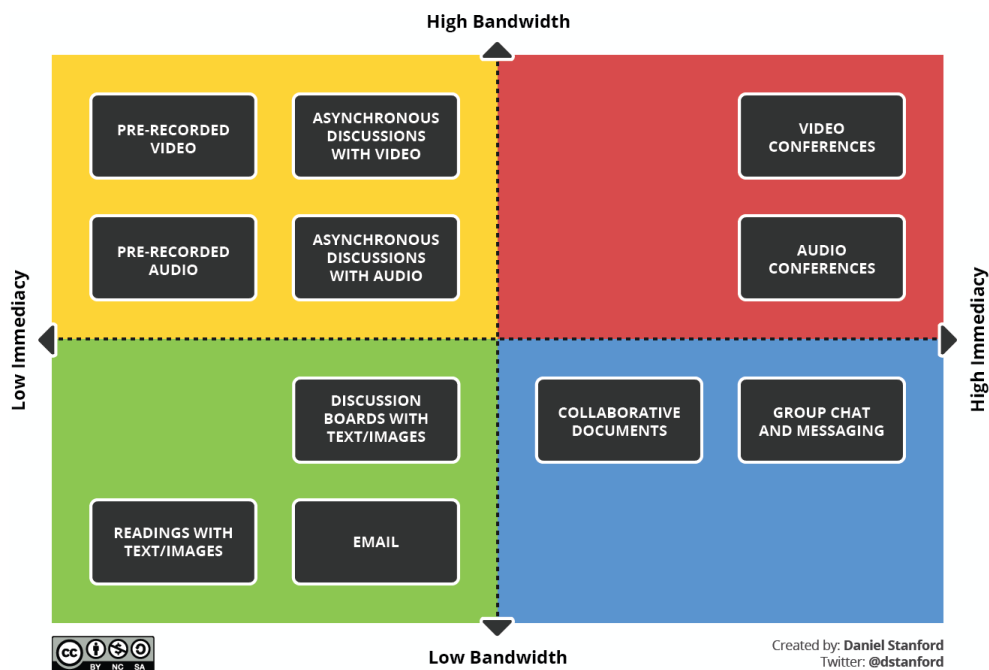 High Bandwidth
PRE-RECORDED
VIDEO
ASYNCHRONOUS
DISCUSSIONS
WITH VIDEO
VIDEO
CONFERENCES
PRE-RECORDED
AUDIO
ASYNCHRONOUS
DISCUSSIONS
WITH AUDIO
AUDIO
CONFERENCES
Low Immediacy
High Immediacy
DISCUSSION
BOARDS WITH
TEXT/IMAGES
COLLABORATIVE
DOCUMENTS
GROUP CHAT
AND MESSAGING
READINGS WITH
TEXT/IMAGES
EMAIL
cc
BY NC SA
Low Bandwidth
Created by: Daniel Stanford
Twitter: @dstanford